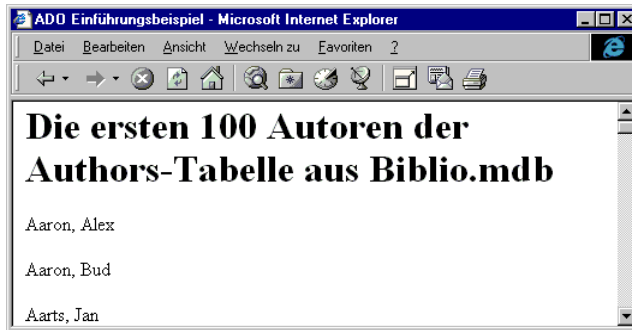 ADO Einführungsbeispiel - Microsoft Internet Explorer
Datei Bearbeiten Ansicht Wechseln zu Favoriten ?
Die ersten 100 Autoren der
Authors-Tabelle aus Biblio.mdb
Aaron, Alex
Aaron, Bud
Aarts, Jan